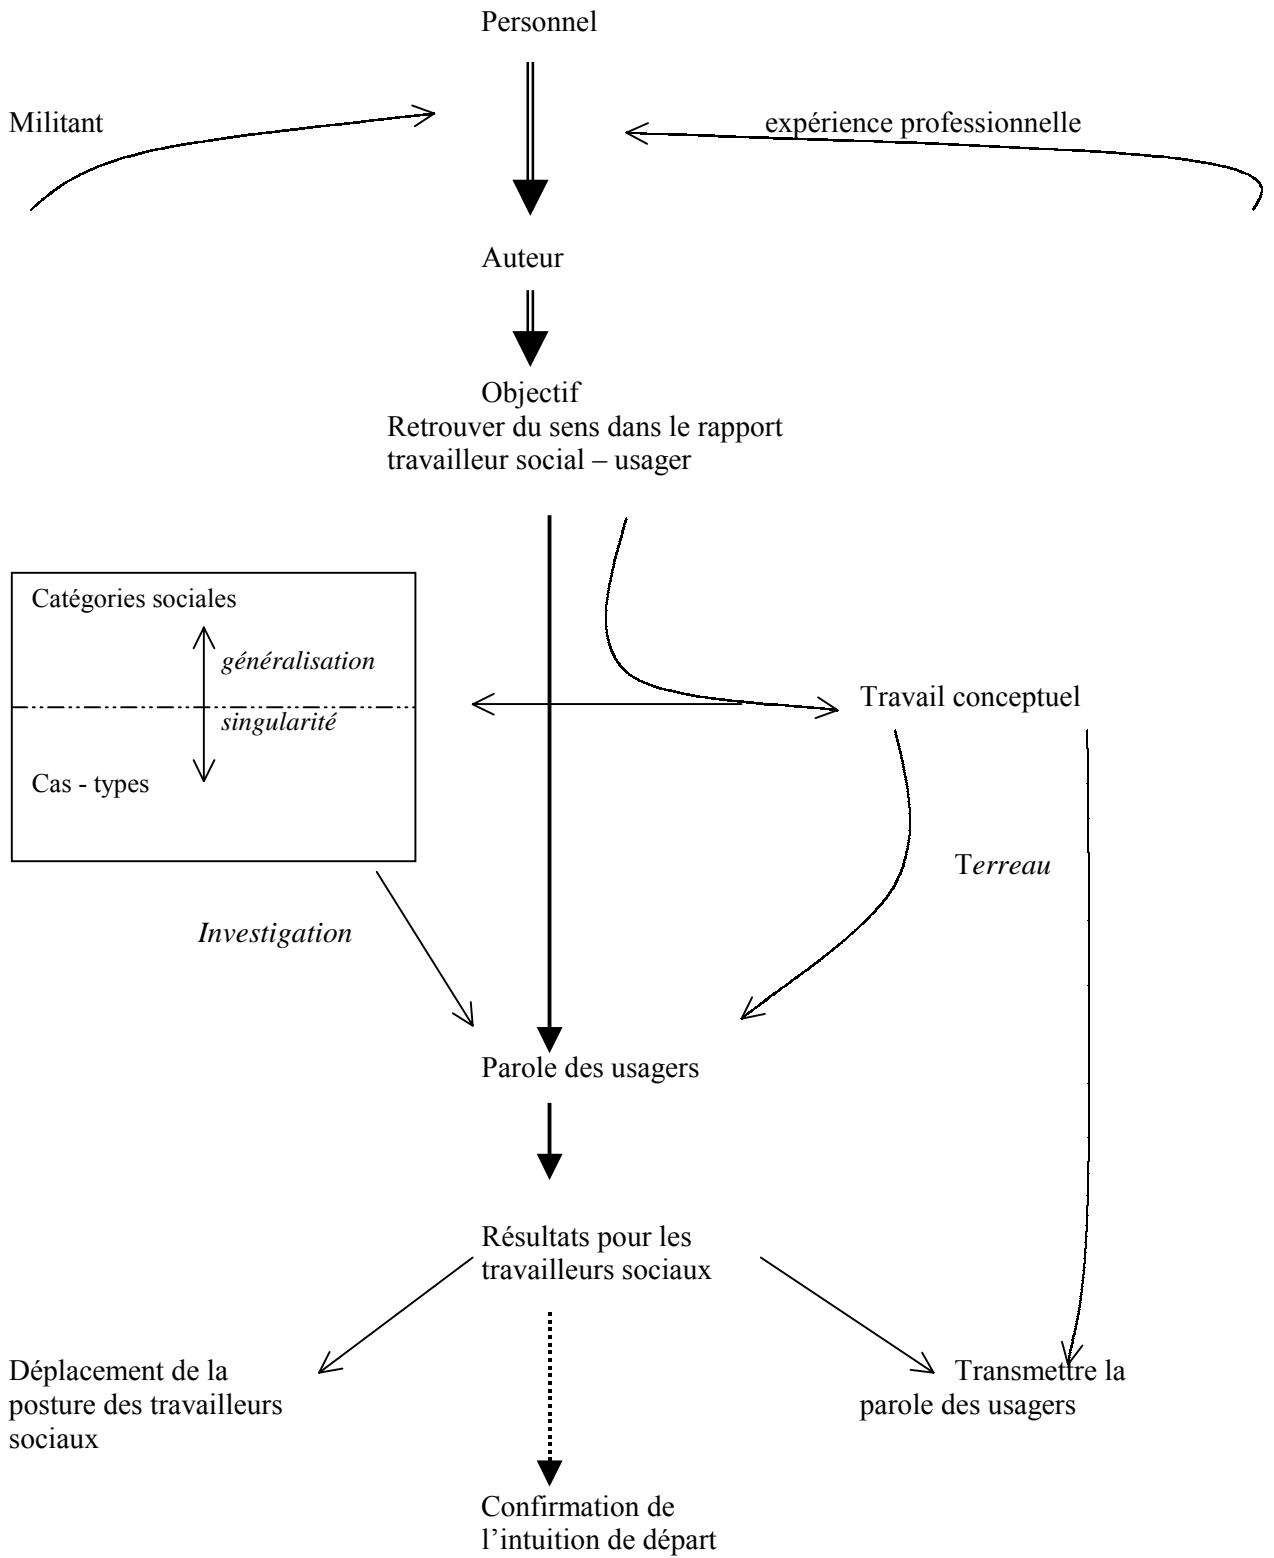 Personnel
Militant
expérience professionnelle
Auteur
Objectif
Retrouver du sens dans le rapport
travailleur social – usager
Catégories sociales
généralisation
singularité
Cas - types
Travail conceptuel
Terreau
Investigation
Parole des usagers
Résultats pour les
travailleurs sociaux
Déplacement de la
posture des travailleurs
sociaux
Transmettre la
parole des usagers
Confirmation de
l’intuition de départ